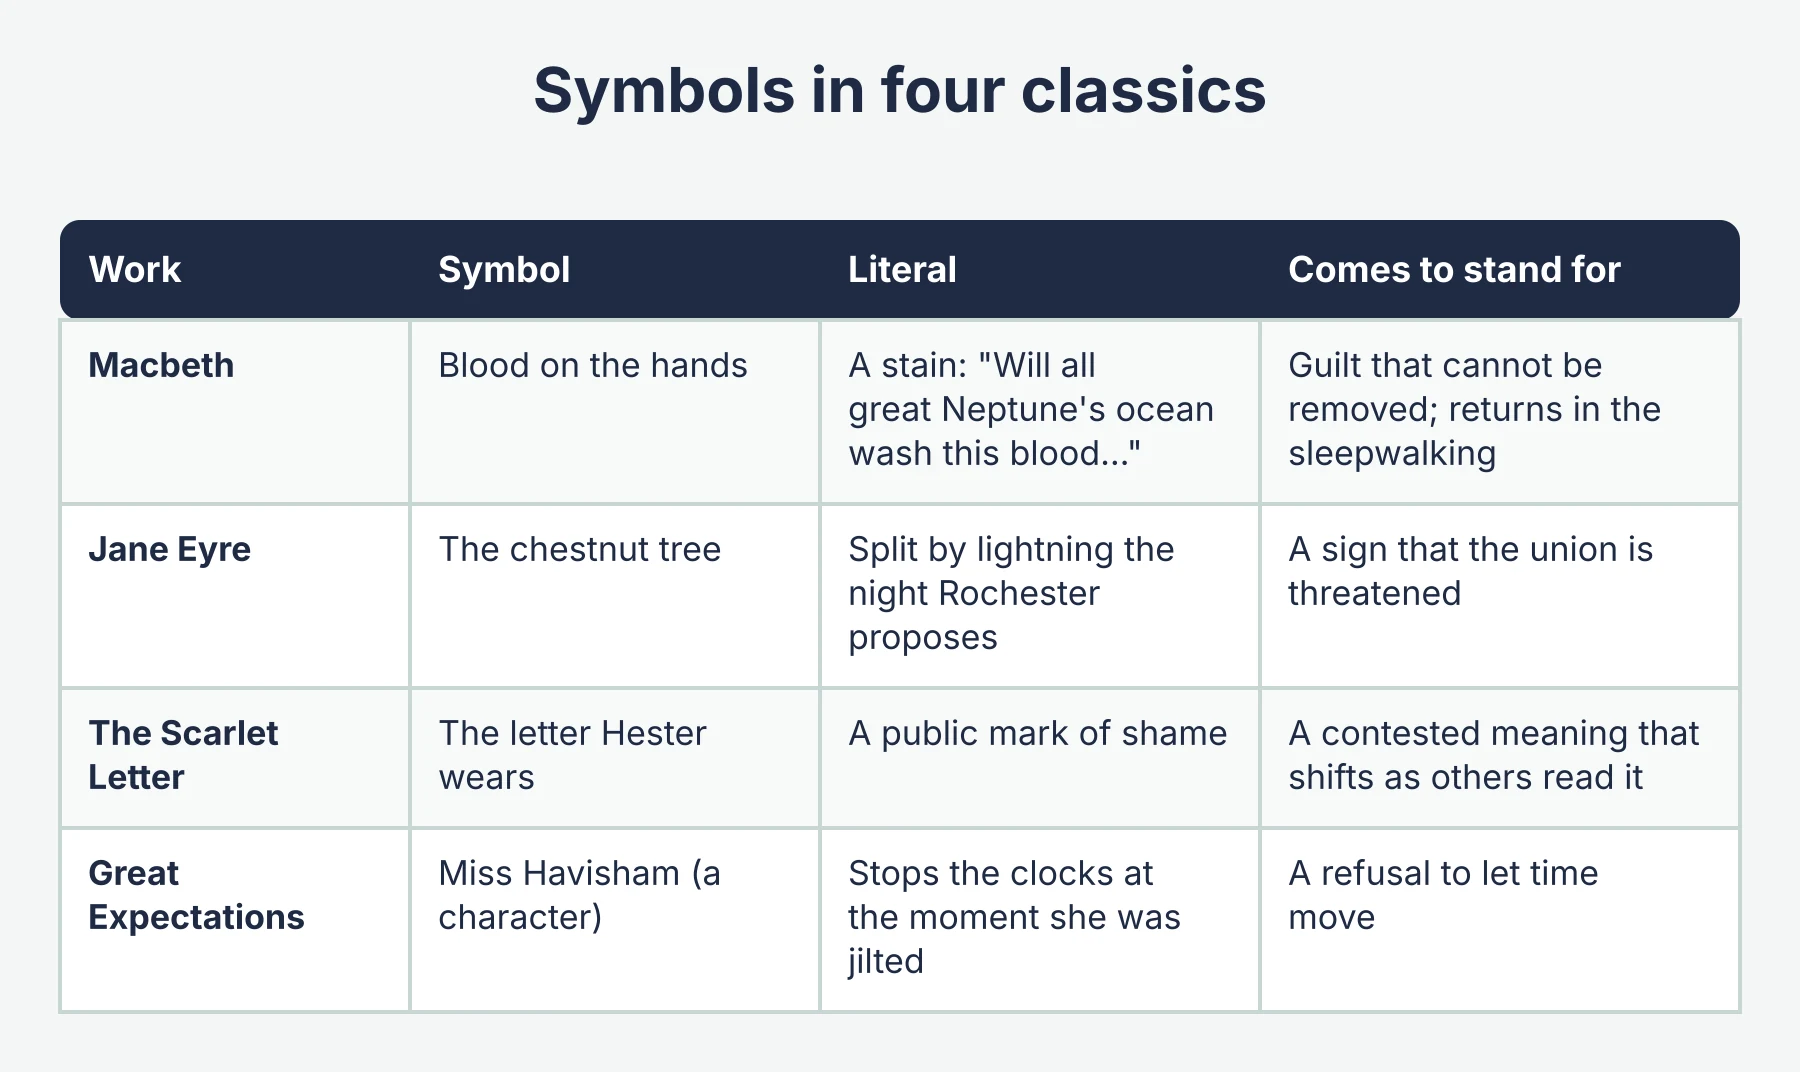 Symbols in four classics
Work
Symbol
Literal
Comes to stand for
Macbeth
Blood on the hands
A stain: "Will all
great Neptune's ocean
wash this blood..."
Guilt that cannot be
removed; returns in the
sleepwalking
Jane Eyre
The chestnut tree
Split by lightning the
night Rochester
proposes
A sign that the union is
threatened
The Scarlet
Letter
The letter Hester
wears
A public mark of shame
A contested meaning that
shifts as others read it
Great
Expectations
Miss Havisham (a
character)
Stops the clocks at
the moment she was
jilted
A refusal to let time
move